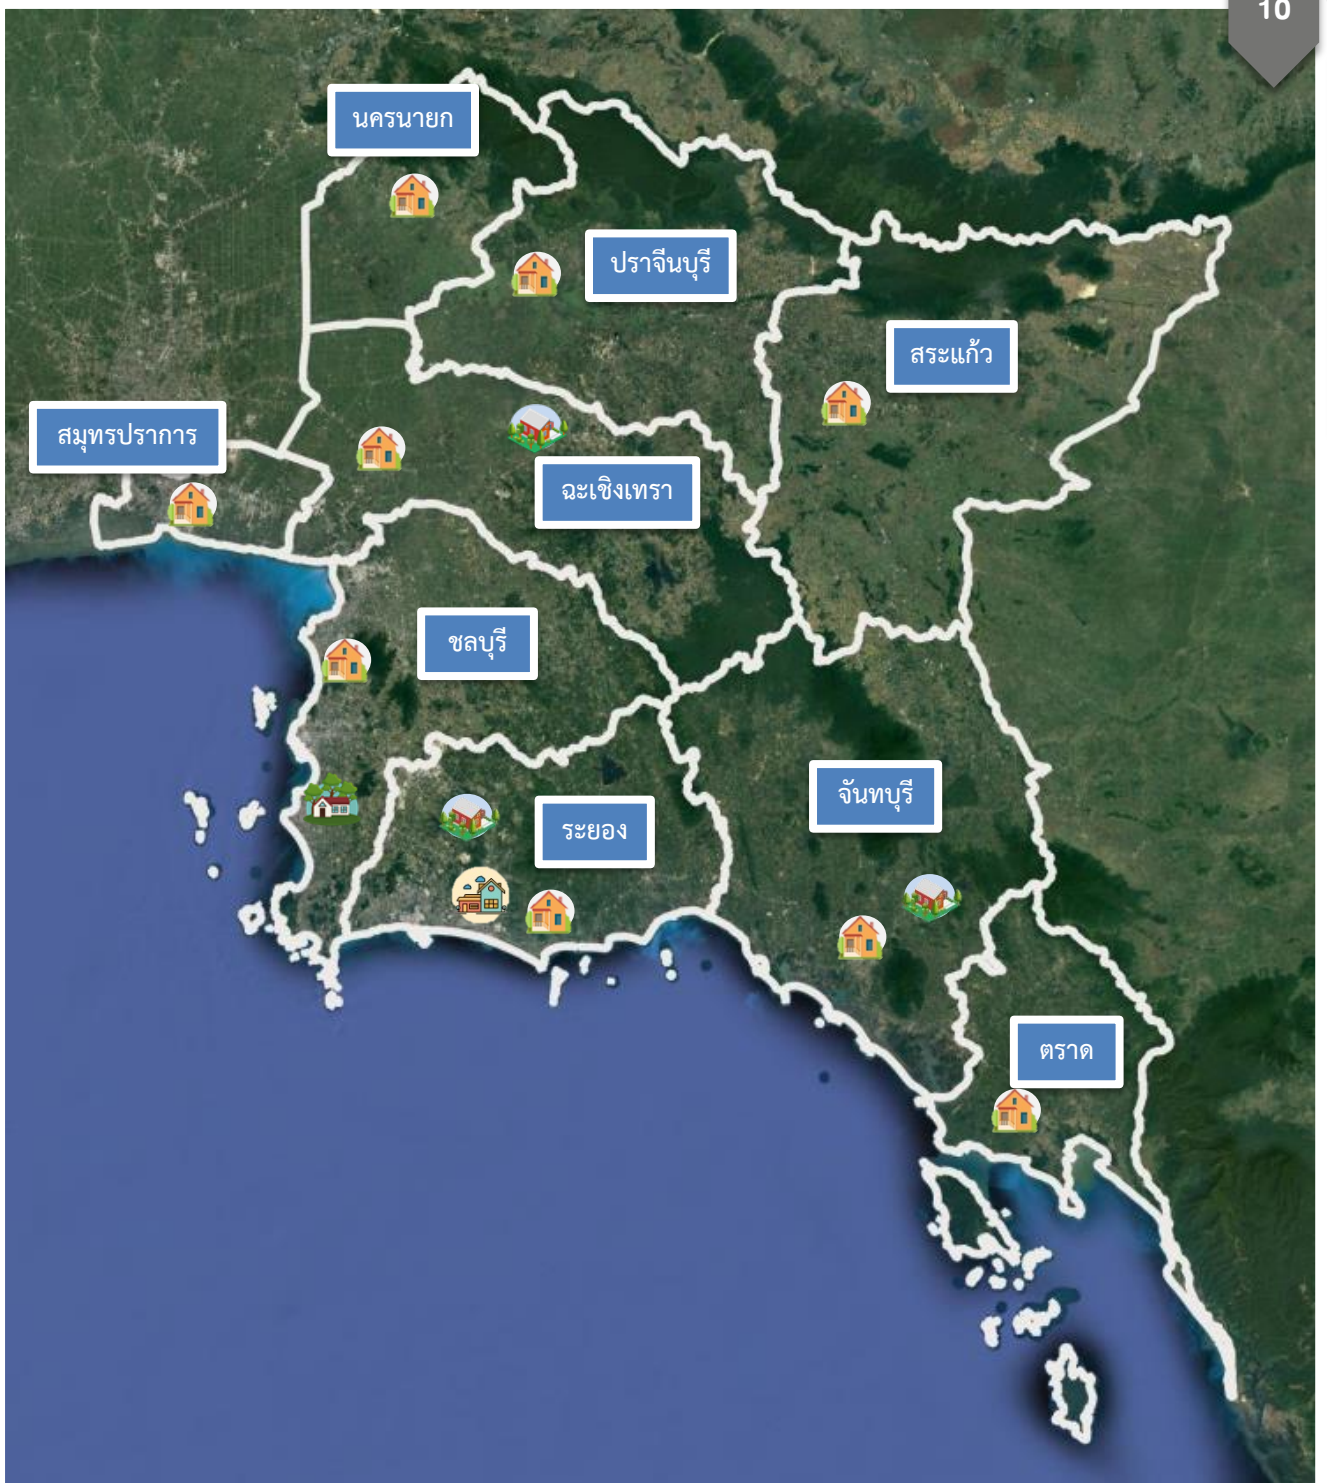 10
นครนายก
ปราจีนบุรี
สระแก้ว
สมุทรปราการ
ฉะเชิงเทรา
ชลบุรี
จันทบุรี
ระยอง
ตราด